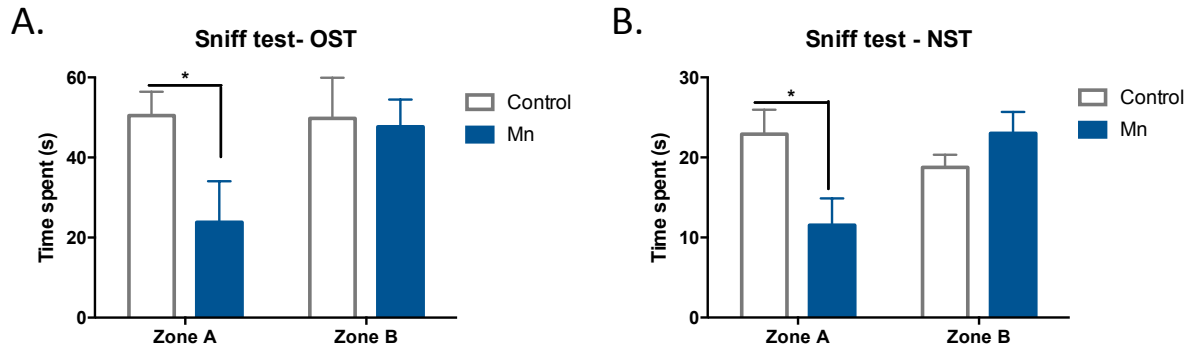 A.
Sniff test- OST
Time spent (s)
60
40
20
0
*
Zone A
Zone B
Control
Mn
B.
Sniff test - NST
Time spent (s)
30
20
10
0
*
Zone A
Zone B
Control
Mn